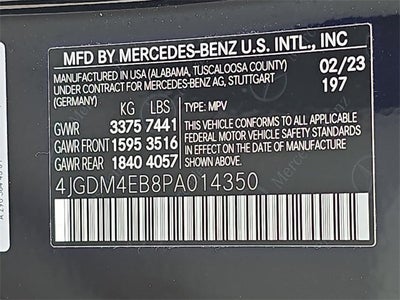 MFD BY MERCEDES-BENZ U.S. INTL., INC
MANUFACTURED IN USA (ALABAMA, TUSCALOOSA COUNTY) 02/23
UNDER CONTRACT FOR MERCEDES-BENZ AG, STUTTGART 197
(GERMANY) KG LBS TYPE: MPV
GVWR 3375 7441
GAWR FRONT 1595 3516
GAWR REAR 1840 4057
THIS VEHICLE CONFORMS TO ALL APPLICABLE
FEDERAL MOTOR VEHICLE SAFETY AND THEFT
PREVENTION STANDARDS IN EFFECT ON THE
DATE OF MANUFACTURE SHOWN ABOVE.
4JGDM4EB8PA014350